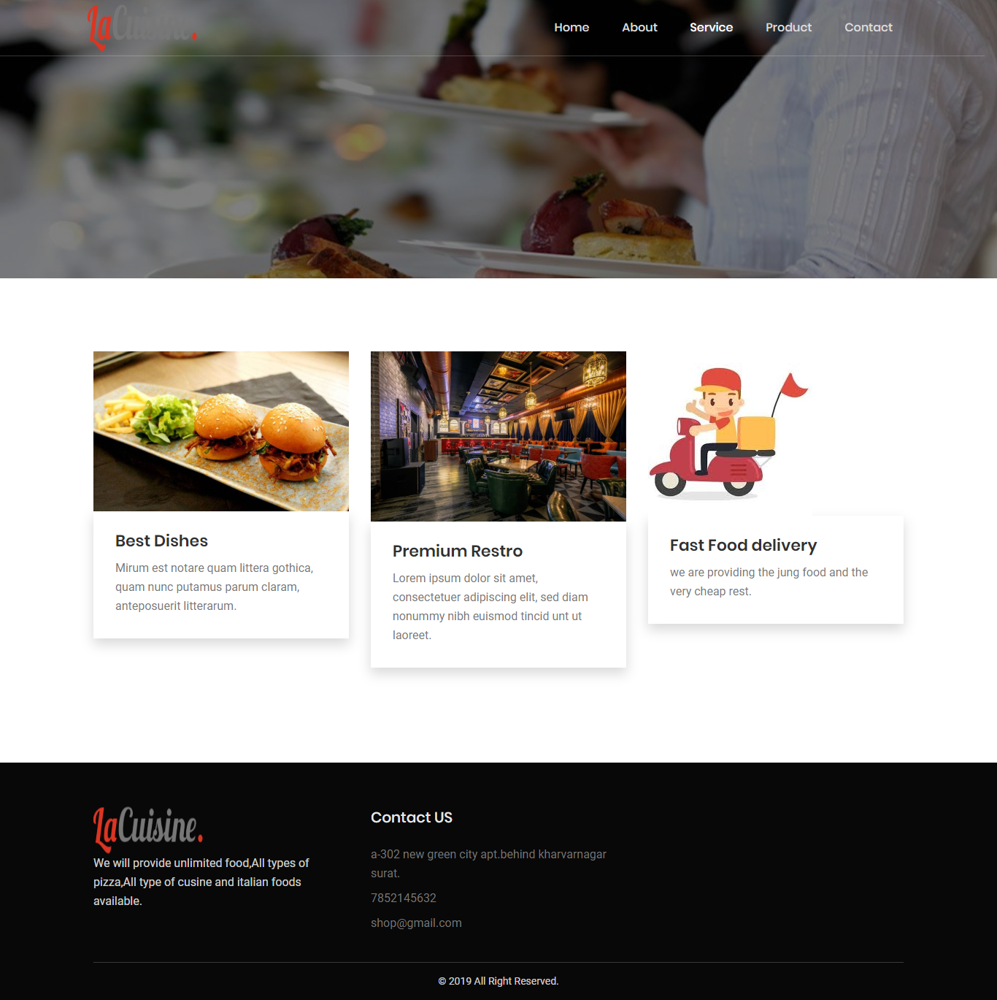 LaCuisine.
Home About Service Product Contact
Best Dishes
Mirum est notare quam littera gothica,
quam nunc putamus parum claram,
anteposuerit litterarum.
Premium Restro
Lorem ipsum dolor sit amet,
consectetuer adipiscing elit, sed diam
nonummy nibh euismod tincid unt ut
laoreet.
Fast Food delivery
we are providing the jung food and the
very cheap rest.
LaCuisine.
We will provide unlimited food,All types of
pizza,All type of cusine and italian foods
available.
Contact US
a-302 new green city apt.behind kharvarnagar
surat.
7852145632
shop@gmail.com
© 2019 All Right Reserved.